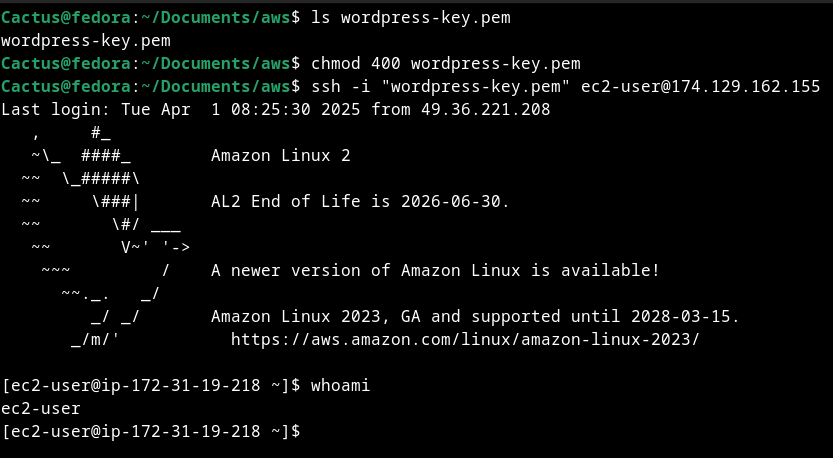 Cactus@fedora:~/Documents/aws$ ls wordpress-key.pem
wordpress-key.pem
Cactus@fedora:~/Documents/aws$ chmod 400 wordpress-key.pem
Cactus@fedora:~/Documents/aws$ ssh -i "wordpress-key.pem" ec2-user@174.129.162.155
Last login: Tue Apr  1 08:25:30 2025 from 49.36.221.208
   ,     #_
   ~\_  ####_        Amazon Linux 2
  ~~  \_#####\
  ~~     \###|       AL2 End of Life is 2026-06-30.
  ~~       \#/ ___
   ~~       V~' '->
    ~~~         /    A newer version of Amazon Linux is available!
      ~~._.   _/
         _/ _/       Amazon Linux 2023, GA and supported until 2028-03-15.
       _/m/'           https://aws.amazon.com/linux/amazon-linux-2023/

[ec2-user@ip-172-31-19-218 ~]$ whoami
ec2-user
[ec2-user@ip-172-31-19-218 ~]$